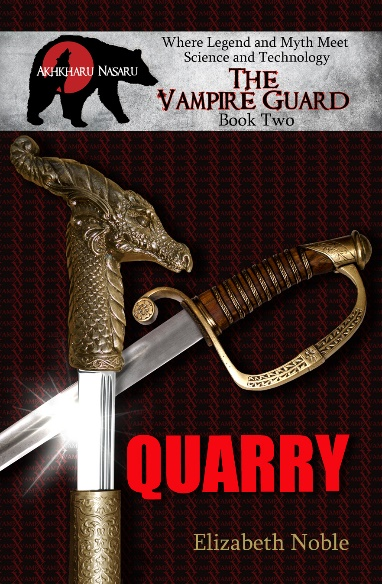 Akhkharu Nasaru
Where Legend and Myth Meet
Science and Technology
The
Vampire Guard
Book Two
QUARRY
Elizabeth Noble